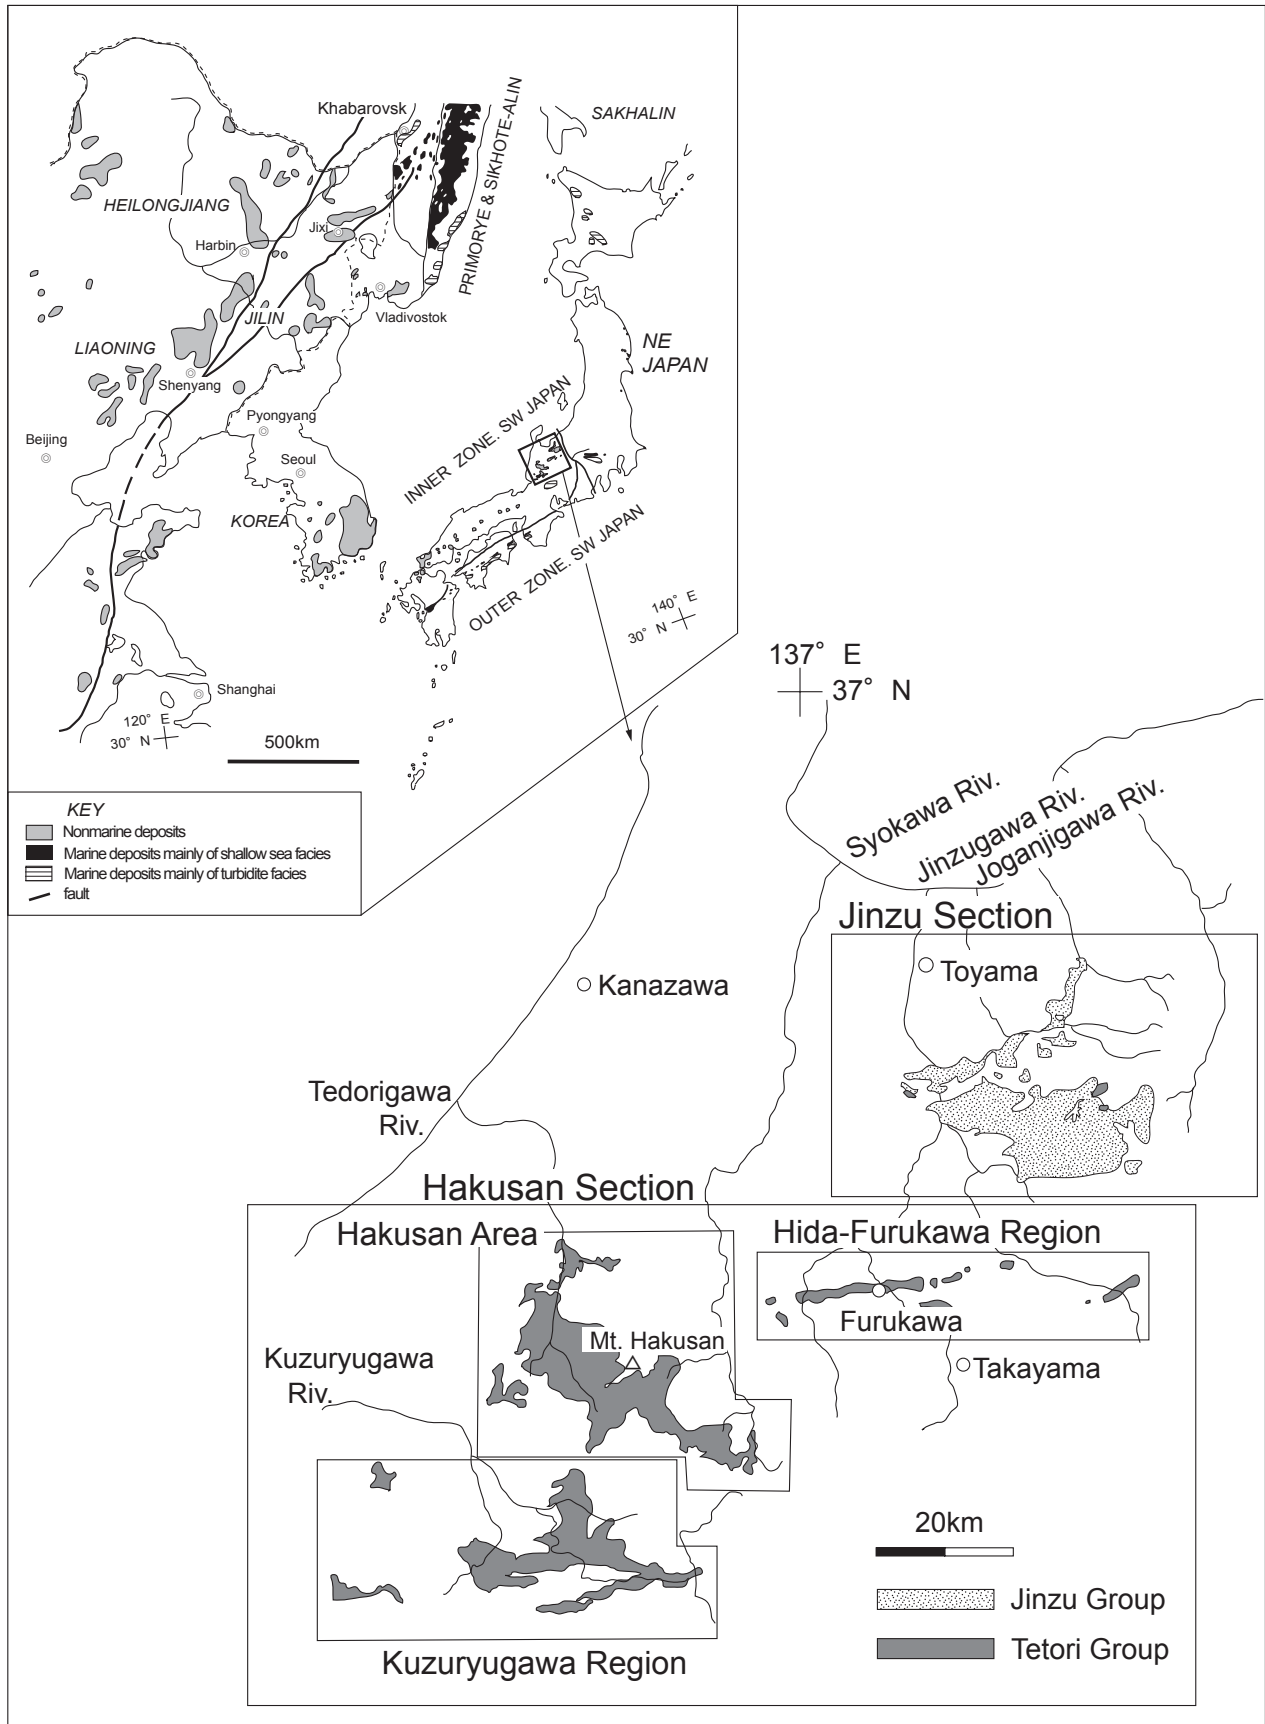 Khabarovsk
SAKHALIN
PRIMORYE & SIKHOTE-ALIN
HEILONGJIANG
Jixi
Harbin
JILIN
Vladivostok
LIAONING
NE
JAPAN
Shenyang
Pyongyang
Beijing
Seoul
INNER ZONE. SW JAPAN
KOREA
OUTER ZONE. SW JAPAN
140° E
30° N
Shanghai
120° E
30° N
500km
KEY
Nonmarine deposits
Marine deposits mainly of shallow sea facies
Marine deposits mainly of turbidite facies
fault
137° E
37° N
Syokawa Riv.
Jinzugawa Riv.
Joganjigawa Riv.
Jinzu Section
Toyama
Kanazawa
Tedorigawa
Riv.
Hakusan Section
Hakusan Area
Hida-Furukawa Region
Furukawa
Mt. Hakusan
Kuzuryugawa
Riv.
Takayama
20km
Jinzu Group
Tetori Group
Kuzuryugawa Region